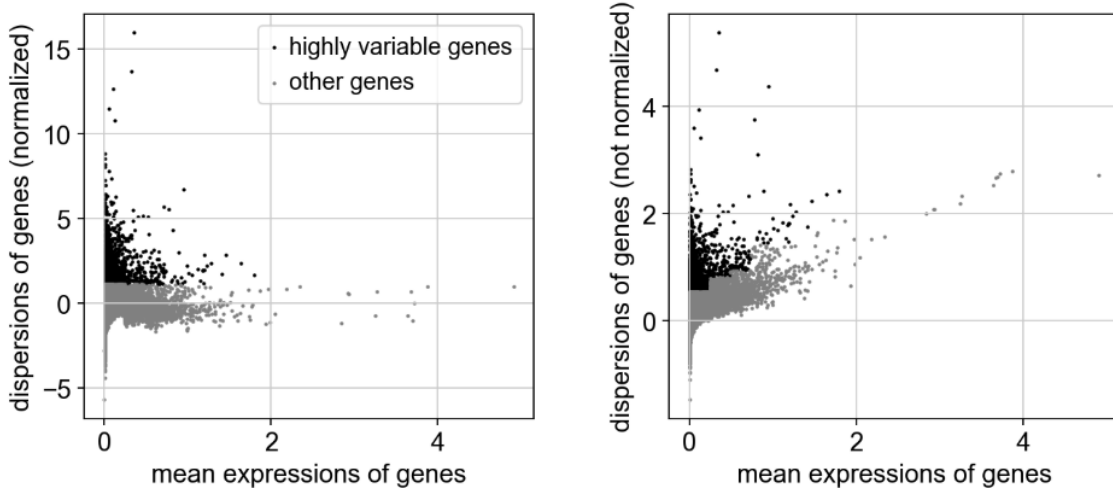 dispersions of genes (normalized)
15
10
5
0
−5
highly variable genes
other genes
0 2 4
mean expressions of genes
dispersions of genes (not normalized)
4
2
0
0 2 4
mean expressions of genes